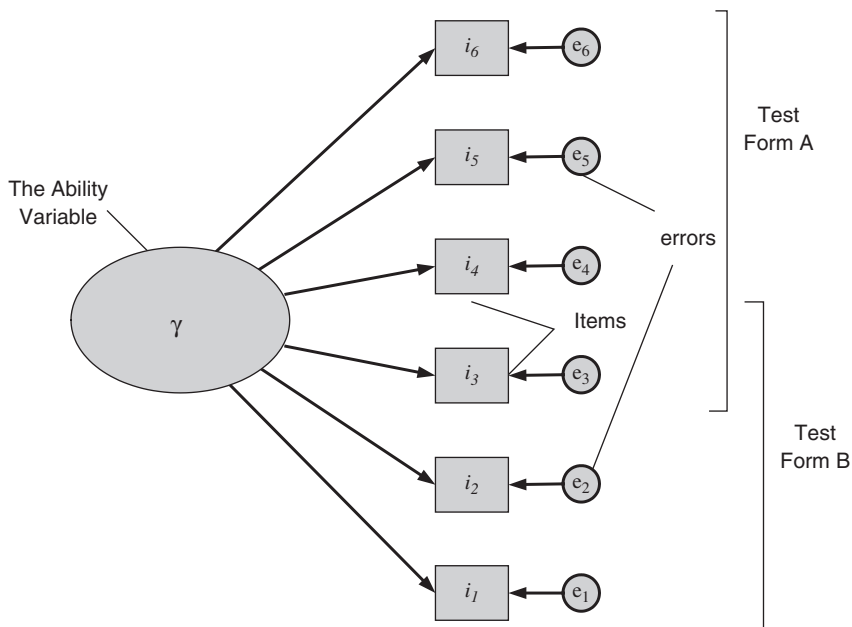 i6
e6
Test
Form A
i5
e5
The Ability
Variable
errors
i4
e4
Items
γ
i3
e3
Test
Form B
i2
e2
i1
e1